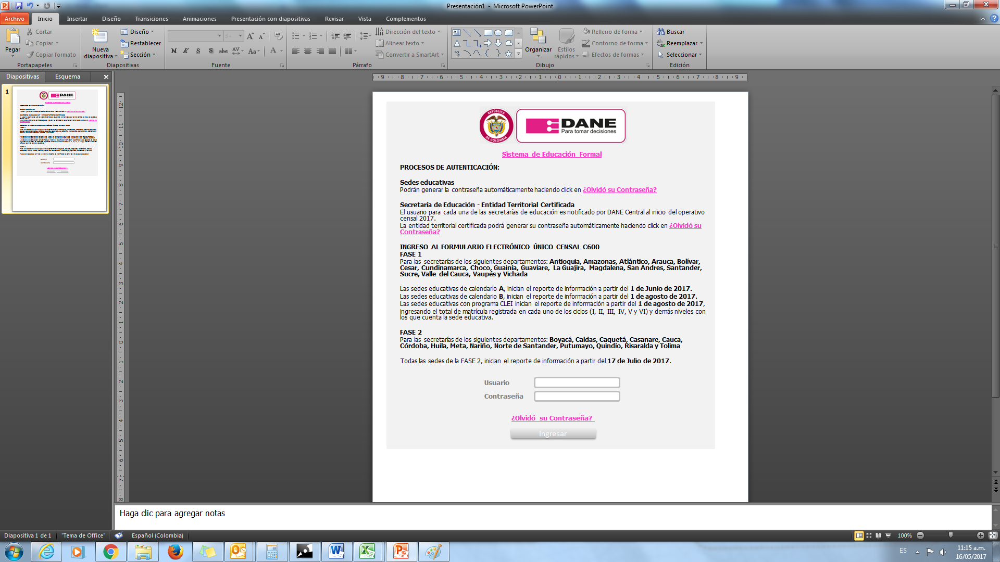 Presentación1 - Microsoft PowerPoint
Archivo Inicio Insertar Diseño Transiciones Animaciones Presentación con diapositivas Revisar Vista Complementos
Pegar
Cortar
Copiar
Copiar formato
Portapapeles
Nueva diapositiva
Diseño
Restablecer
Sección
Diapositivas
N K S S abc AV Aa A
Fuente
Dirección del texto
Alinear texto
Convertir a SmartArt
Párrafo
Organizar
Estilos rápidos
Relleno de forma
Contorno de forma
Efectos de formas
Dibujo
Buscar
Reemplazar
Seleccionar
Edición
Diapositivas Esquema
1
REPÚBLICA DE COLOMBIA
DANE
Para tomar decisiones
Sistema de Educación Formal
PROCESOS DE AUTENTICACIÓN:
Sedes educativas
Podrán generar la contraseña automáticamente haciendo click en ¿Olvidó su Contraseña?
Secretaría de Educación - Entidad Territorial Certificada
El usuario para cada una de las secretarías de educación es notificado por DANE Central al inicio del operativo
censal 2017.
La entidad territorial certificada podrá generar su contraseña automáticamente haciendo click en ¿Olvidó su
Contraseña?
INGRESO AL FORMULARIO ELECTRÓNICO ÚNICO CENSAL C600
FASE 1
Para las secretarías de los siguientes departamentos: Antioquia, Amazonas, Atlántico, Arauca, Bolívar,
Cesar, Cundinamarca, Choco, Guainía, Guaviare, La Guajira, Magdalena, San Andres, Santander,
Sucre, Valle del Cauca, Vaupés y Vichada
Las sedes educativas de calendario A, inician el reporte de información a partir del 1 de Junio de 2017.
Las sedes educativas de calendario B, inician el reporte de información a partir del 1 de agosto de 2017.
Las sedes educativas con programa CLEI inician el reporte de información a partir del 1 de agosto de 2017,
ingresando el total de matrícula registrada en cada uno de los ciclos (I, II, III, IV, V y VI) y demás niveles con
los que cuenta la sede educativa.
FASE 2
Para las secretarías de los siguientes departamentos: Boyacá, Caldas, Caquetá, Casanare, Cauca,
Córdoba, Huila, Meta, Nariño, Norte de Santander, Putumayo, Quindío, Risaralda y Tolima
Todas las sedes de la FASE 2, inician el reporte de información a partir del 17 de Julio de 2017.
Usuario
Contraseña
¿Olvidó su Contraseña?
Ingresar
Haga clic para agregar notas
Diapositiva 1 de 1 "Tema de Office" Español (Colombia) 100%
ES 11:15 a.m.
16/05/2017